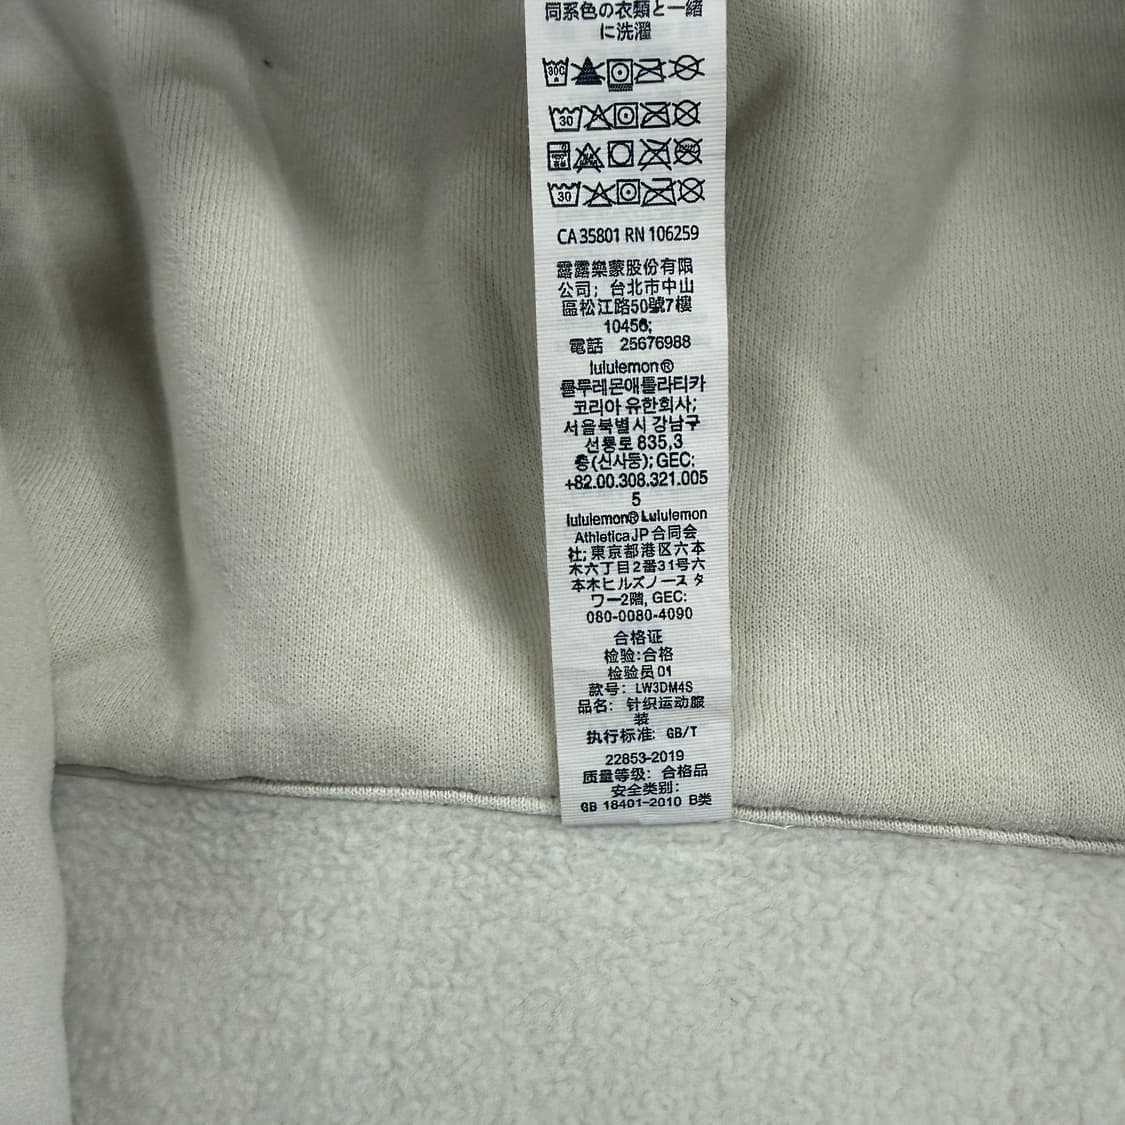 同系色の衣類と一緒
に洗濯
30C
30
30
CA 35801 RN 106259
露露樂蒙股份有限
公司; 台北市中山
區松江路50號7樓
10456;
電話 25676988
lululemon®
룰루레몬애틀라티카
코리아 유한회사;
서울특별시 강남구
선릉로 835,3
층(신사동); GEC:
+82.00.308.321.005
5
lululemon® Lululemon
Athletica JP 合同会
社; 東京都港区六本
木六丁目2番31号六
本木ヒルズノースタ
ワー2階, GEC:
080-0080-4090
合格证
检验:合格
检验员01
款号: LW3DM4S
品名: 针织运动服
装
执行标准: GB/T
22853-2019
质量等级: 合格品
安全类别:
GB 18401-2010 B类